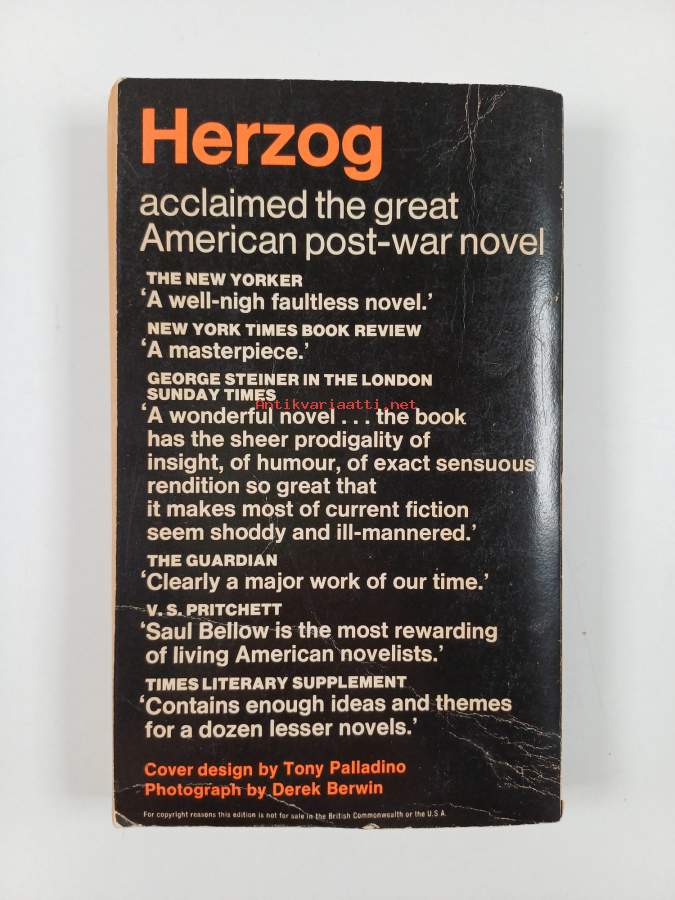 Herzog
acclaimed the great
American post-war novel
THE NEW YORKER
‘A well-nigh faultless novel.’
NEW YORK TIMES BOOK REVIEW
‘A masterpiece.’
GEORGE STEINER IN THE LONDON
SUNDAY TIMES
Antikvariaatti.net
‘A wonderful novel . . . the book
has the sheer prodigality of
insight, of humour, of exact sensuous
rendition so great that
it makes most of current fiction
seem shoddy and ill-mannered.’
THE GUARDIAN
‘Clearly a major work of our time.’
V. S. PRITCHETT
‘Saul Bellow is the most rewarding
of living American novelists.’
TIMES LITERARY SUPPLEMENT
‘Contains enough ideas and themes
for a dozen lesser novels.’
Cover design by Tony Palladino
Photograph by Derek Berwin
For copyright reasons this edition is not for sale in the British Commonwealth or the U.S.A.